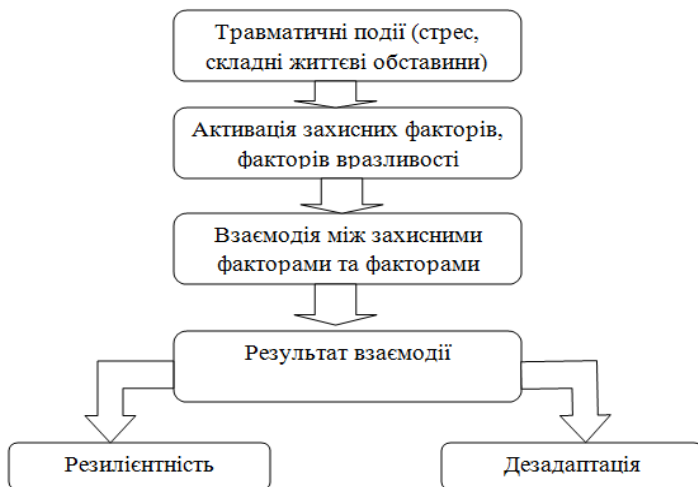 Травматичні події (стрес,
складні життєві обставини)
Активація захисних факторів,
факторів вразливості
Взаємодія між захисними
факторами та факторами
Результат взаємодії
Резилієнтність
Дезадаптація